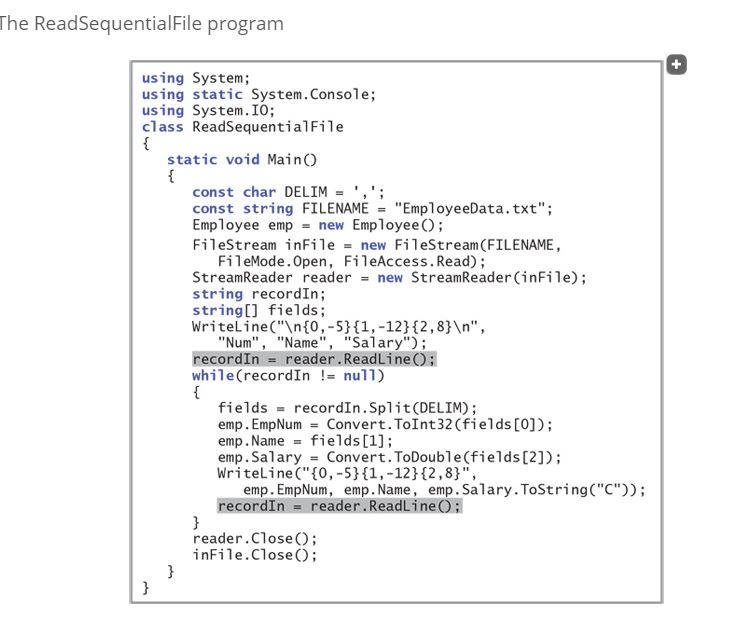 The ReadSequentialFile program
+
using System;
using static System.Console;
using System.IO;
class ReadSequentialFile
{
   static void Main()
   {
      const char DELIM = ',';
      const string FILENAME = "EmployeeData.txt";
      Employee emp = new Employee();
      FileStream inFile = new FileStream(FILENAME,
         FileMode.Open, FileAccess.Read);
      StreamReader reader = new StreamReader(inFile);
      string recordIn;
      string[] fields;
      WriteLine("\n{0,-5}{1,-12}{2,8}\n",
         "Num", "Name", "Salary");
      recordIn = reader.ReadLine();
      while(recordIn != null)
      {
         fields = recordIn.Split(DELIM);
         emp.EmpNum = Convert.ToInt32(fields[0]);
         emp.Name = fields[1];
         emp.Salary = Convert.ToDouble(fields[2]);
         WriteLine("{0,-5}{1,-12}{2,8}",
            emp.EmpNum, emp.Name, emp.Salary.ToString("C"));
         recordIn = reader.ReadLine();
      }
      reader.Close();
      inFile.Close();
   }
}